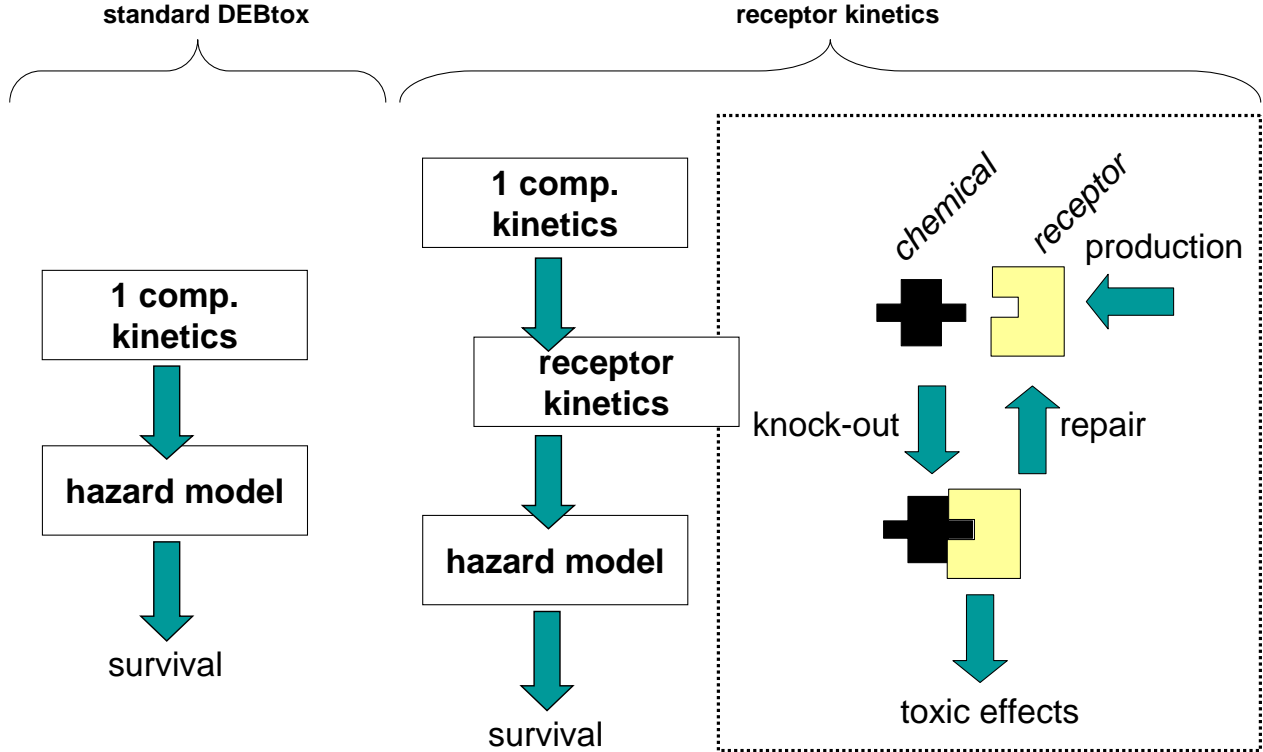 standard DEBtox
receptor kinetics
1 comp.
kinetics
hazard model
survival
1 comp.
kinetics
receptor
kinetics
hazard model
survival
chemical
receptor
production
knock-out
repair
toxic effects